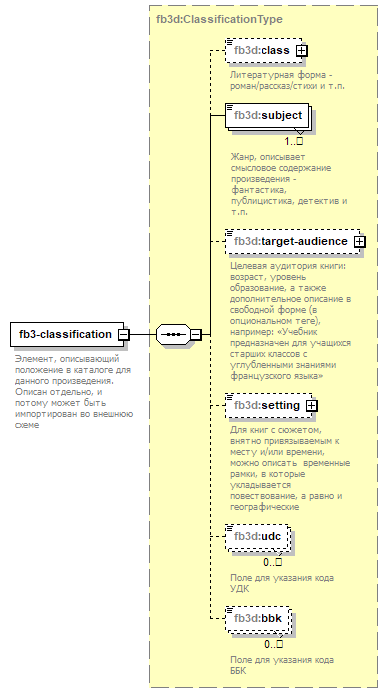 fb3d:ClassificationType
fb3d:class
Литературная форма -
роман/рассказ/стихи и т.п.
fb3d:subject
1..
Жанр, описывает
смысловое содержание
произведения -
фантастика,
публицистика, детектив и
т.п.
fb3d:target-audience
Целевая аудитория книги:
возраст, уровень
образование, а также
дополнительное описание в
свободной форме (в
опциональном теге),
например: «Учебник
предназначен для учащихся
старших классов с
углубленными знаниями
французского языка»
fb3-classification
Элемент, описывающий
положение в каталоге для
данного произведения.
Описан отдельно, и
потому может быть
импортирован во внешнюю
схеме
fb3d:setting
Для книг с сюжетом,
внятно привязываемым к
месту и/или времени,
можно описать временные
рамки, в которые
укладывается
повествование, а равно и
географические
fb3d:udc
0..
Поле для указания кода
УДК
fb3d:bbk
0..
Поле для указания кода
ББК